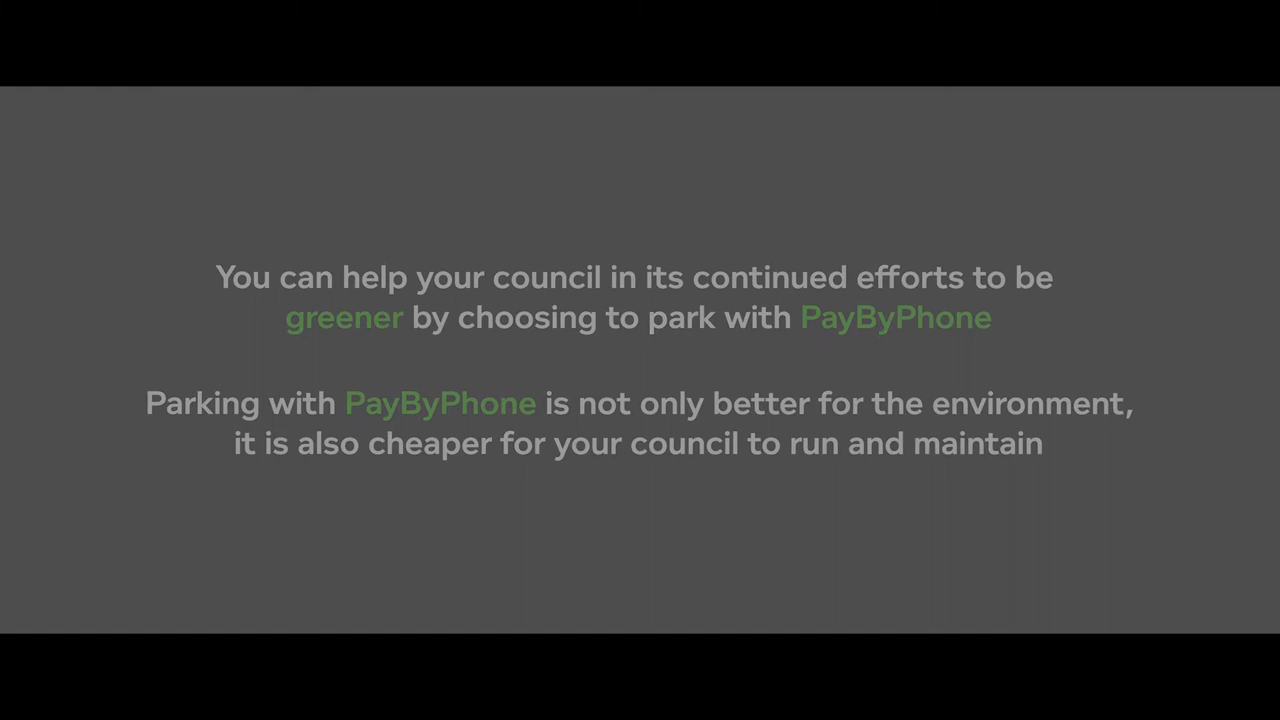 You can help your council in its continued efforts to be
greener by choosing to park with PayByPhone
Parking with PayByPhone is not only better for the environment,
it is also cheaper for your council to run and maintain